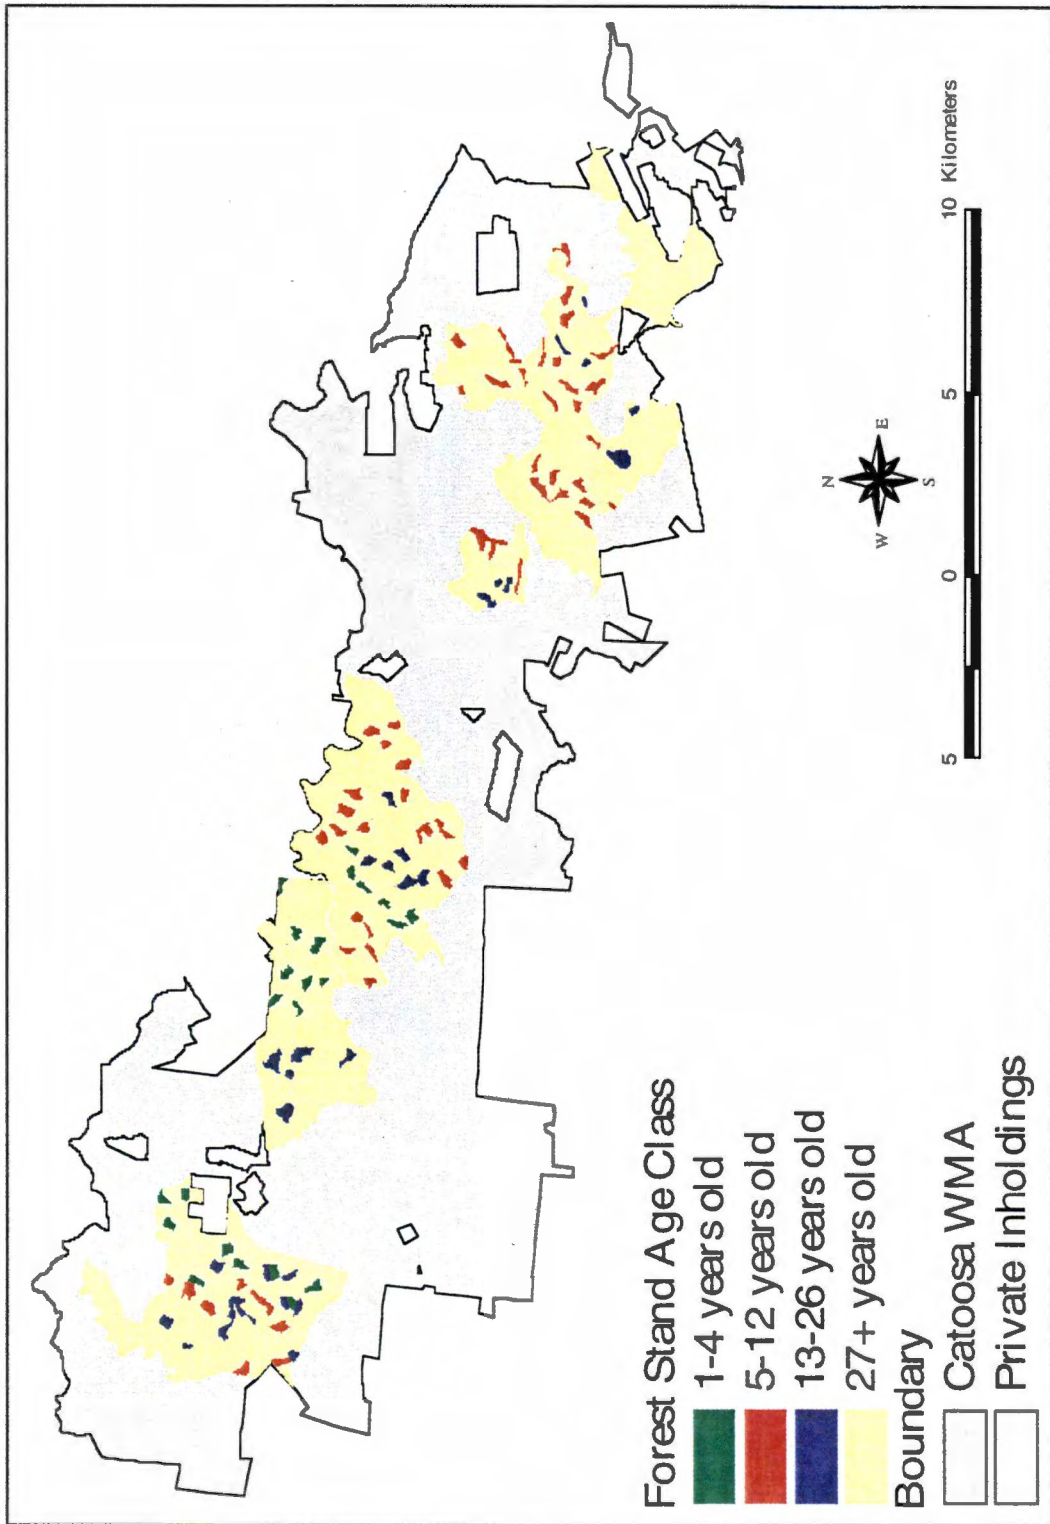 Forest Stand Age Class
1-4 years old
5-12 years old
13-26 years old
27+ years old
Boundary
Catoosa WMA
Private Inholdings
N
W
E
S
5
0
5
10 Kilometers